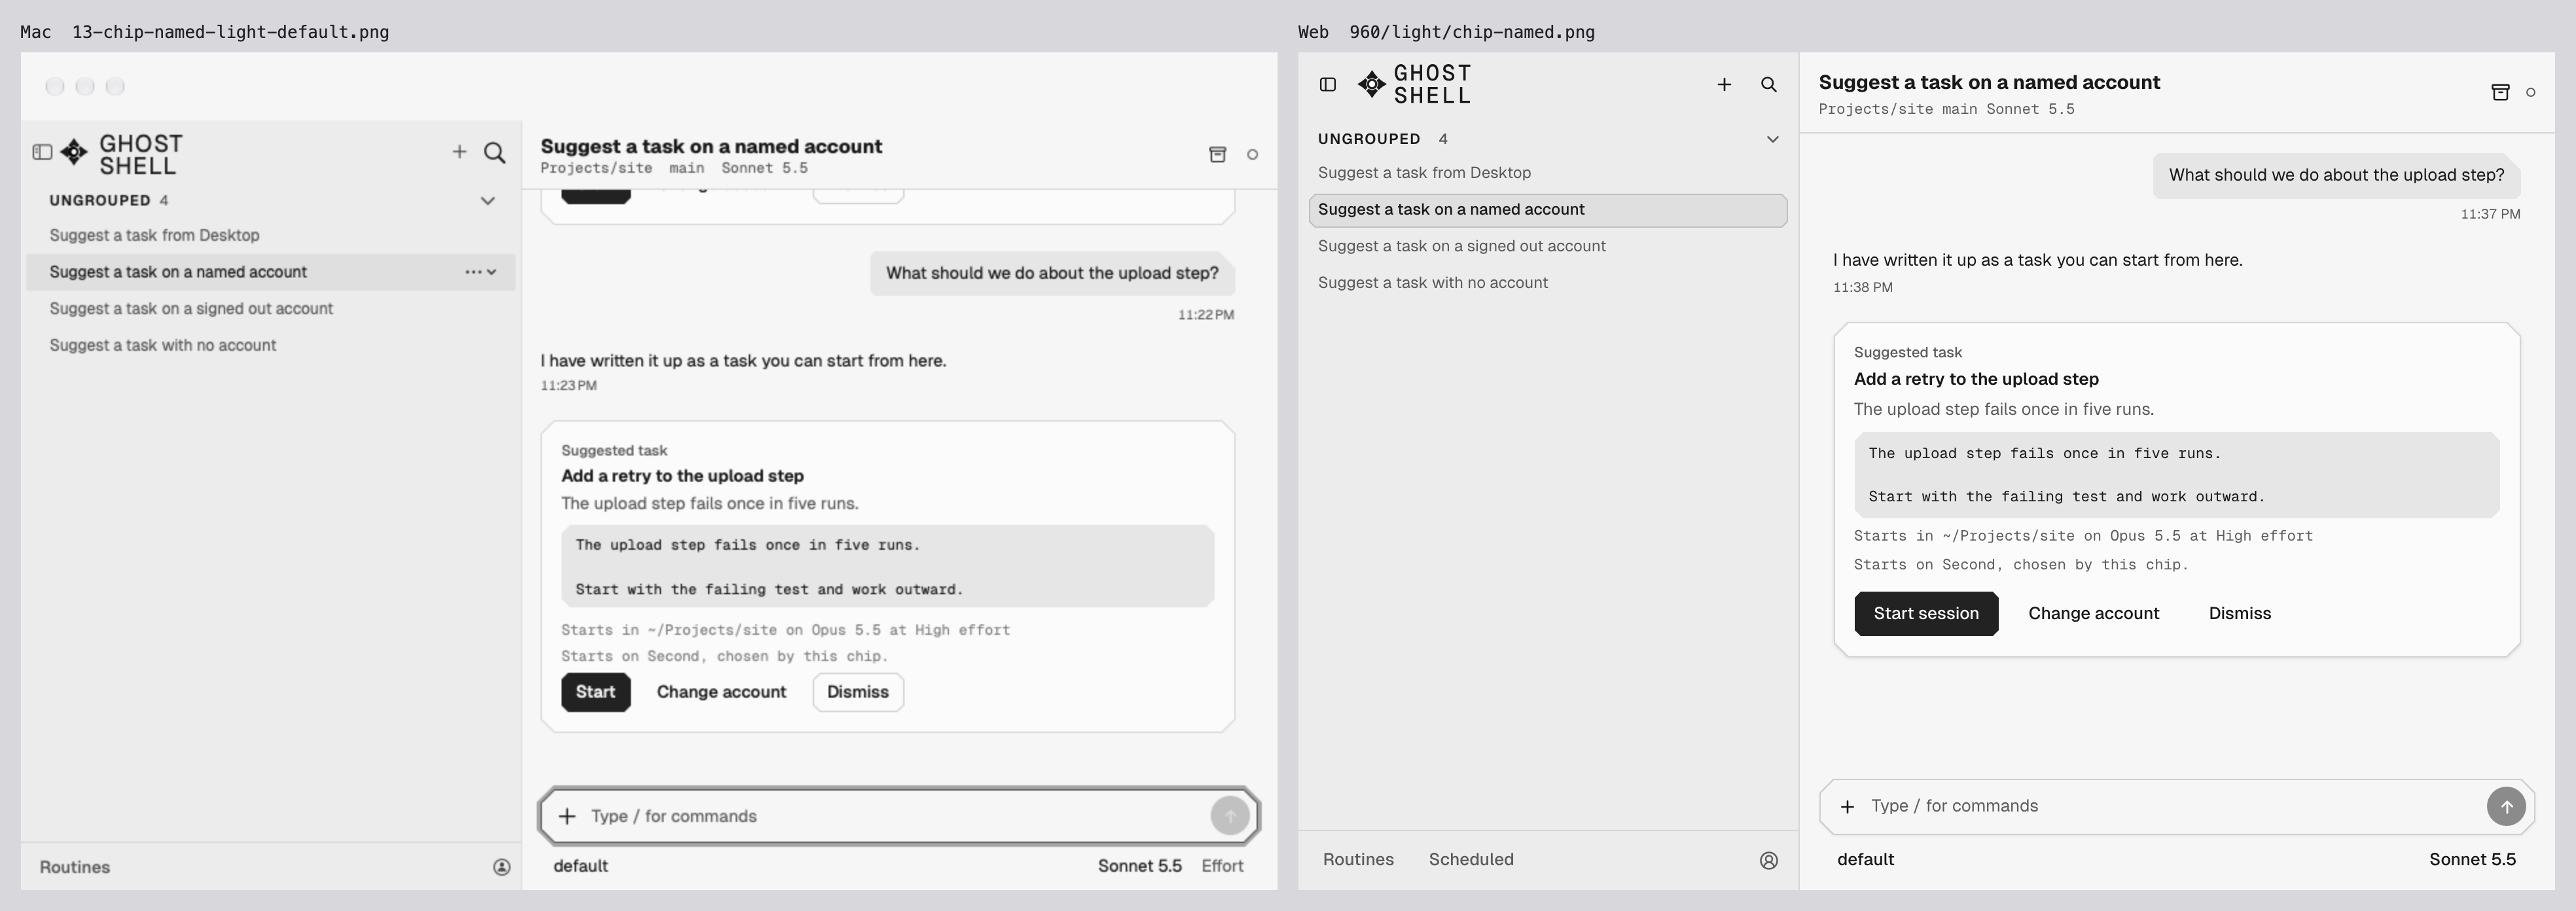 Mac  13-chip-named-light-default.png
GHOST
SHELL
UNGROUPED 4
Suggest a task from Desktop
Suggest a task on a named account
Suggest a task on a signed out account
Suggest a task with no account
Routines
Suggest a task on a named account
Projects/site  main  Sonnet 5.5
What should we do about the upload step?
11:22 PM
I have written it up as a task you can start from here.
11:23 PM
Suggested task
Add a retry to the upload step
The upload step fails once in five runs.
The upload step fails once in five runs.
Start with the failing test and work outward.
Starts in ~/Projects/site on Opus 5.5 at High effort
Starts on Second, chosen by this chip.
Start  Change account  Dismiss
Type / for commands
default  Sonnet 5.5  Effort
Web  960/light/chip-named.png
GHOST
SHELL
UNGROUPED 4
Suggest a task from Desktop
Suggest a task on a named account
Suggest a task on a signed out account
Suggest a task with no account
Routines  Scheduled
Suggest a task on a named account
Projects/site main Sonnet 5.5
What should we do about the upload step?
11:37 PM
I have written it up as a task you can start from here.
11:38 PM
Suggested task
Add a retry to the upload step
The upload step fails once in five runs.
The upload step fails once in five runs.
Start with the failing test and work outward.
Starts in ~/Projects/site on Opus 5.5 at High effort
Starts on Second, chosen by this chip.
Start session  Change account  Dismiss
Type / for commands
default  Sonnet 5.5